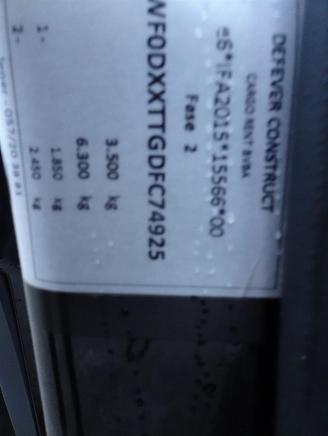 DEFEVER CONSTRUCT
CARGO RENT BVBA
e6*IFA2015*15566*00
Fase 2
WF0DXXTTGDFC74925
3.500 kg
6.300 kg
1 - 1.850 kg
2 - 2.450 kg